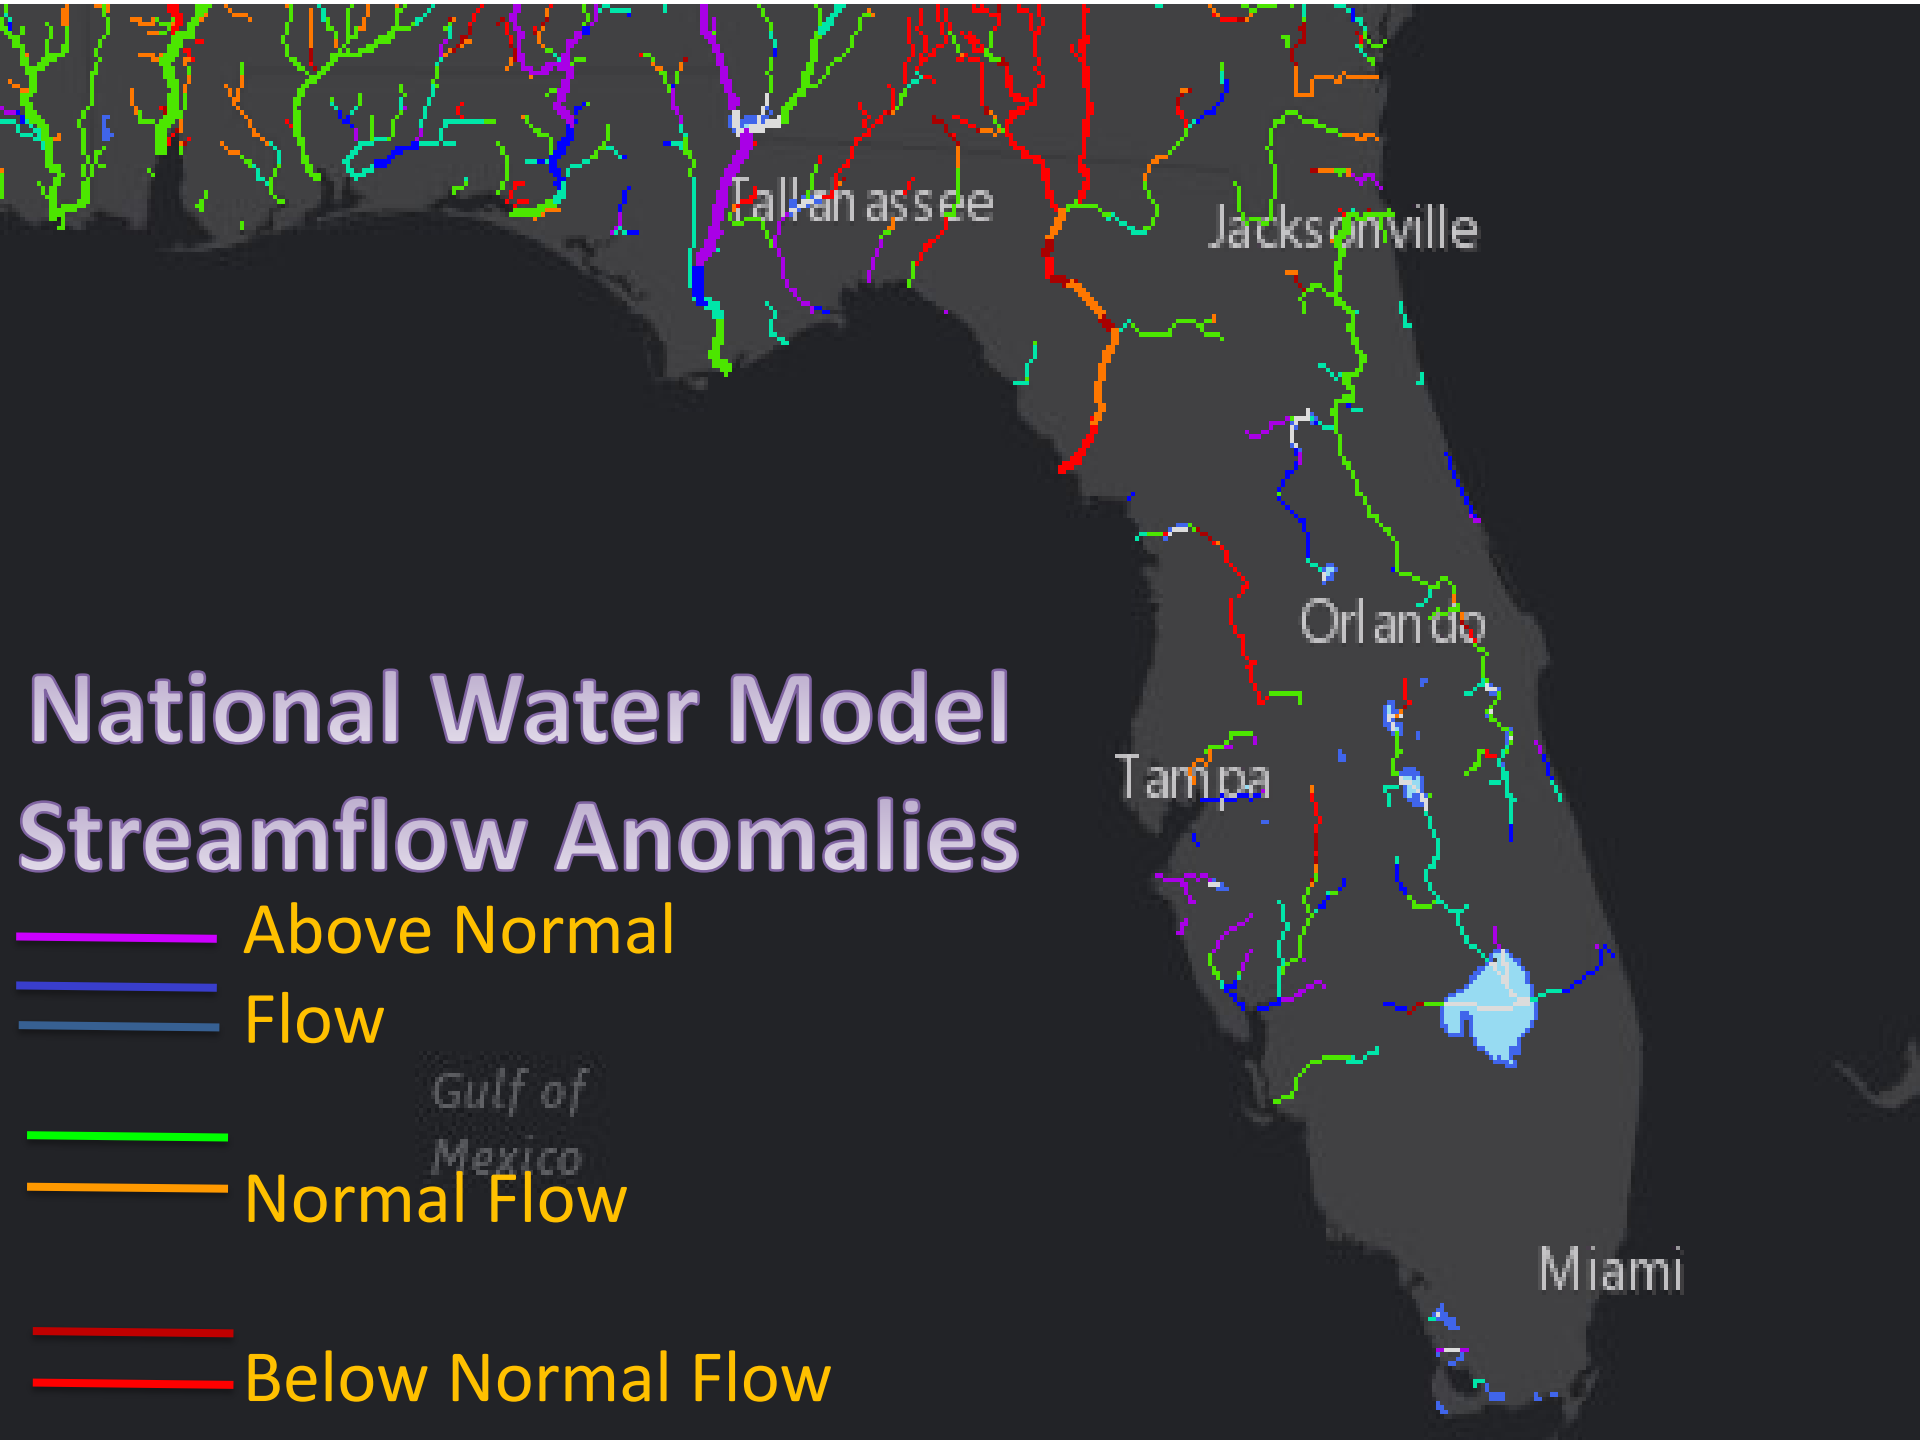 Tallahassee
Jacksonville
Orlando
National Water Model
Streamflow Anomalies
Tampa
Above Normal
Flow
Gulf of
Mexico
Normal Flow
Miami
Below Normal Flow